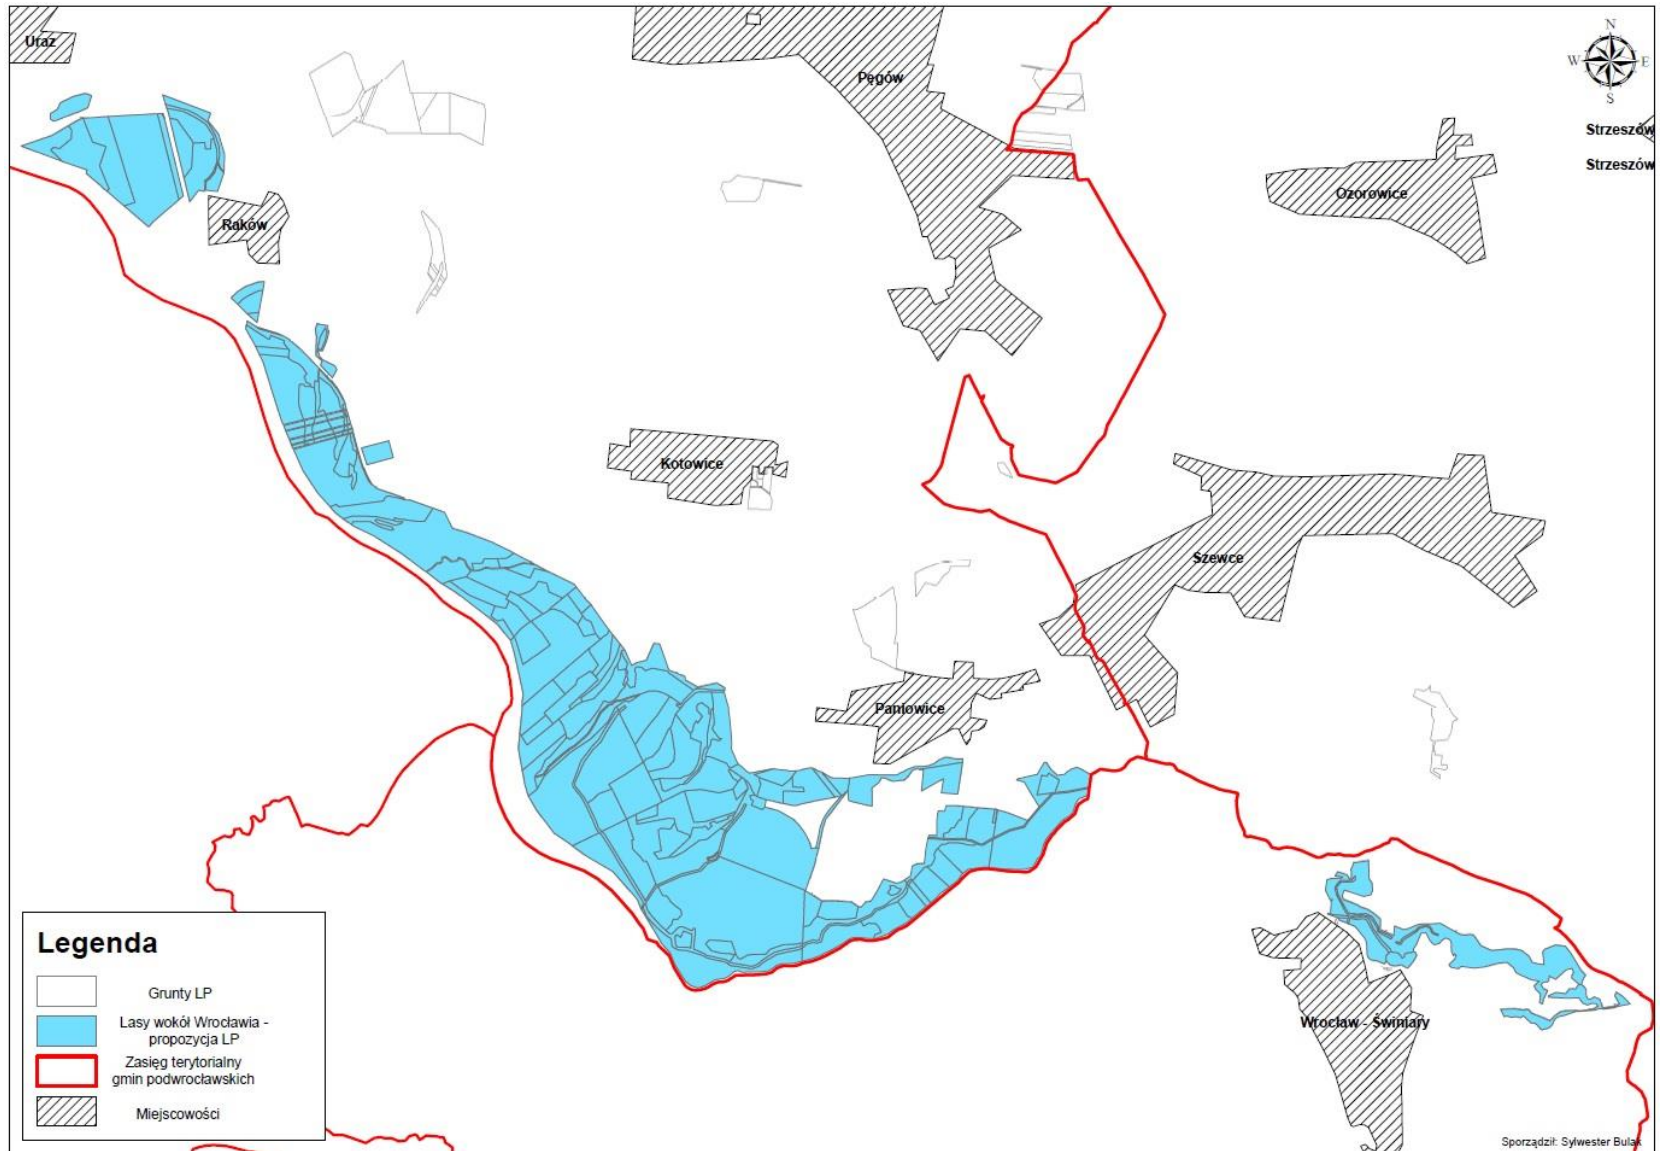 Uraz
Pęgów
N
W
E
S
Strzeszów
Strzeszów
Ozorowice
Raków
Kotowice
Szewce
Paniowice
Legenda
Grunty LP
Lasy wokół Wrocławia -
propozycja LP
Zasięg terytorialny
gmin podwrocławskich
Miejscowości
Wrocław - Świniary
Sporządził: Sylwester Bulak